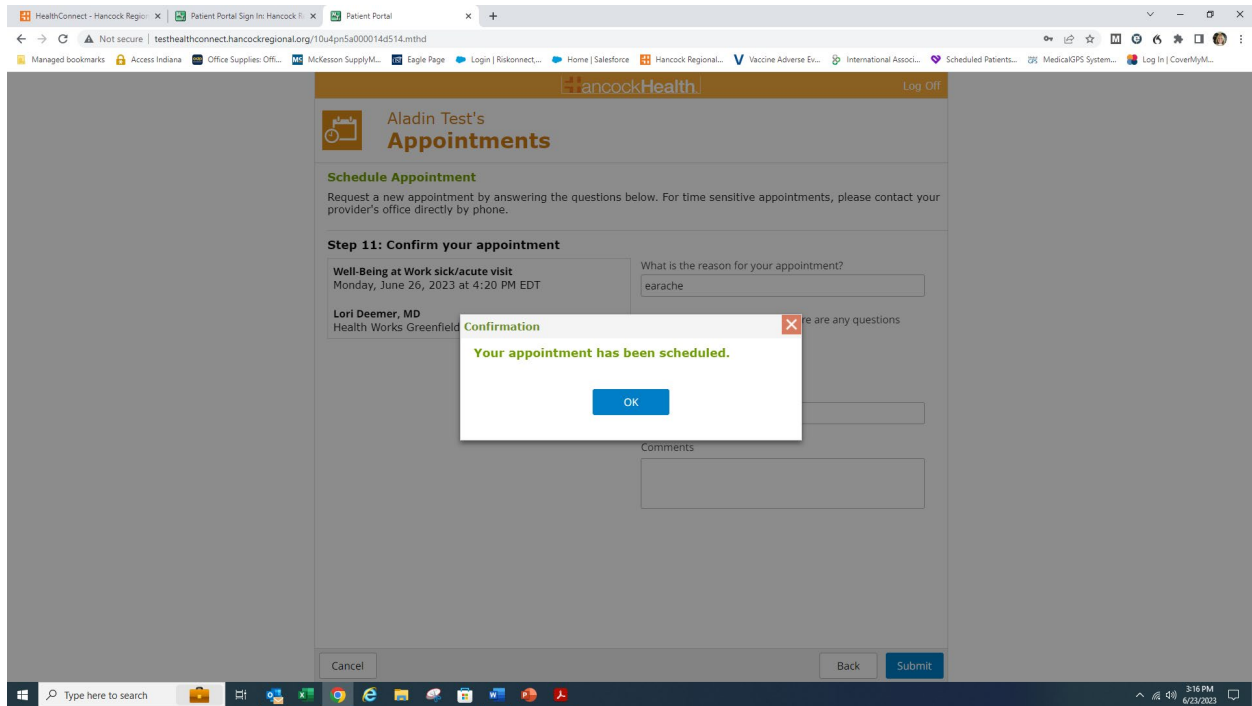 HealthConnect - Hancock Region
Patient Portal Sign In: Hancock R
Patient Portal
Not secure | testhealthconnect.hancockregional.org/10u4pn5a000014d514.mthd
Managed bookmarks
Access Indiana
Office Supplies: Offi...
McKesson SupplyM...
Eagle Page
Login | Riskonnect,...
Home | Salesforce
Hancock Regional...
Vaccine Adverse Ev...
International Associ...
Scheduled Patients...
MedicalGPS System...
Log In | CoverMyM...
HancockHealth.
Log Off
Aladin Test's
Appointments
Schedule Appointment
Request a new appointment by answering the questions below. For time sensitive appointments, please contact your
provider's office directly by phone.
Step 11: Confirm your appointment
Well-Being at Work sick/acute visit
Monday, June 26, 2023 at 4:20 PM EDT
Lori Deemer, MD
Health Works Greenfield
What is the reason for your appointment?
earache
re are any questions
Confirmation
Your appointment has been scheduled.
OK
Comments
Cancel
Back
Submit
Type here to search
3:16 PM
6/23/2023